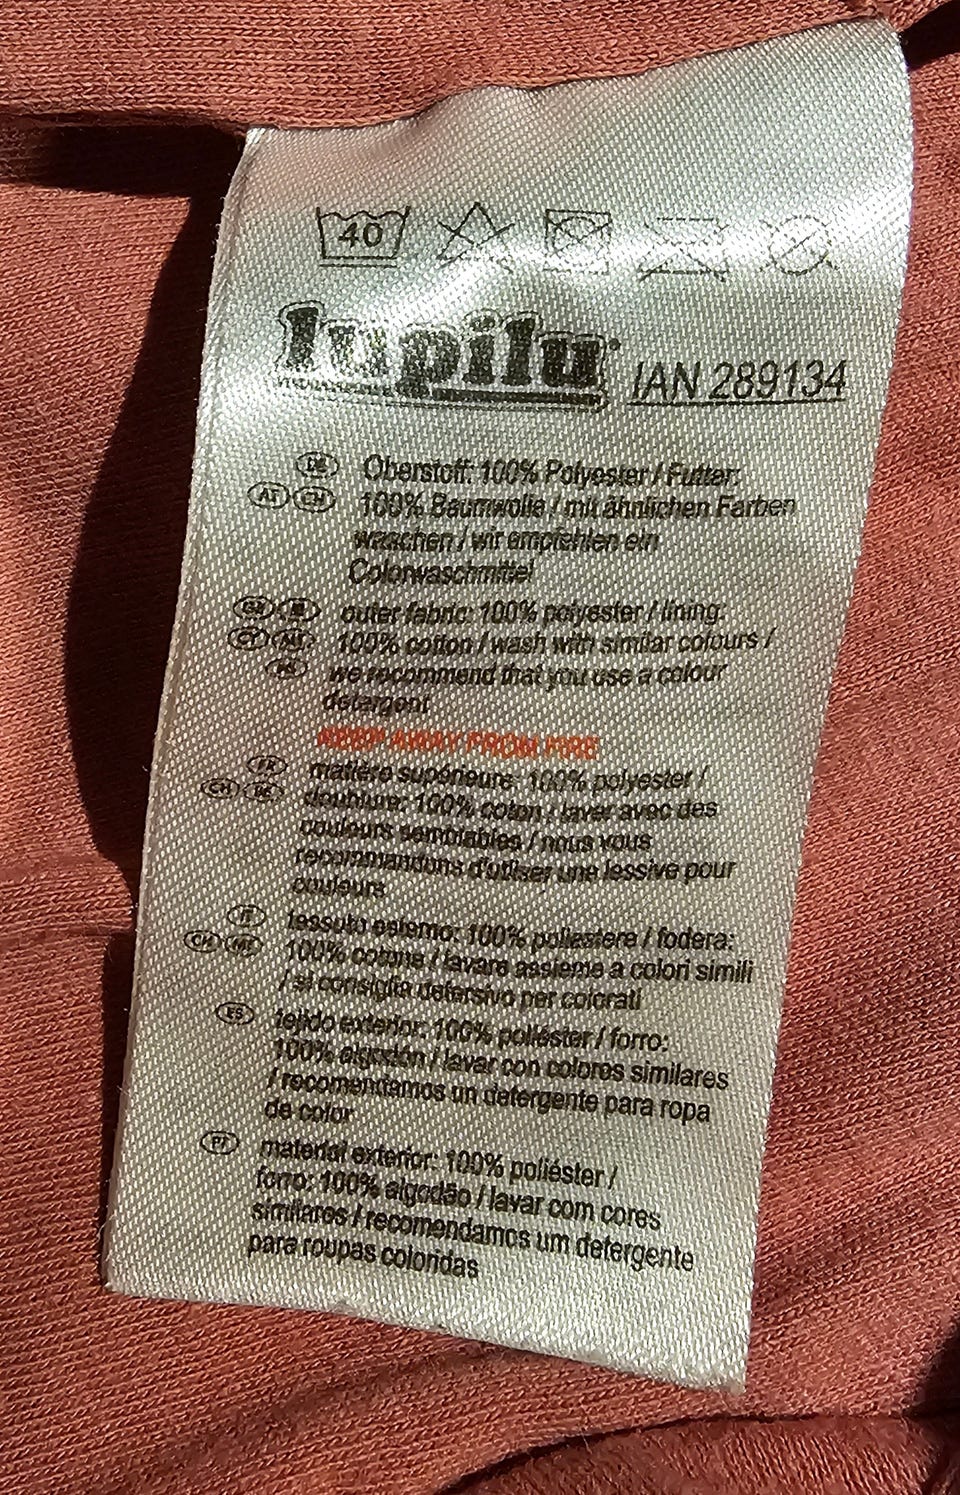 40
lupilu
IAN 289134
DE Oberstoff: 100% Polyester / Futter:
AT CH 100% Baumwolle / mit ähnlichen Farben
waschen / wir empfehlen ein
Colorwaschmittel
GB IE outer fabric: 100% polyester / lining:
CY MT 100% cotton / wash with similar colours /
NL we recommend that you use a colour
detergent
KEEP AWAY FROM FIRE
FR matière supérieure: 100% polyester /
CH BE doublure: 100% coton / laver avec des
couleurs semblables / nous vous
recommandons d'utiliser une lessive pour
couleurs
IT tessuto esterno: 100% poliestere / fodera:
CH MT 100% cotone / lavare assieme a colori simili
/ si consiglia detersivo per colorati
ES tejido exterior: 100% poliéster / forro:
100% algodón / lavar con colores similares
/ recomendamos un detergente para ropa
de color
PT material exterior: 100% poliéster /
forro: 100% algodão / lavar com cores
similares / recomendamos um detergente
para roupas coloridas